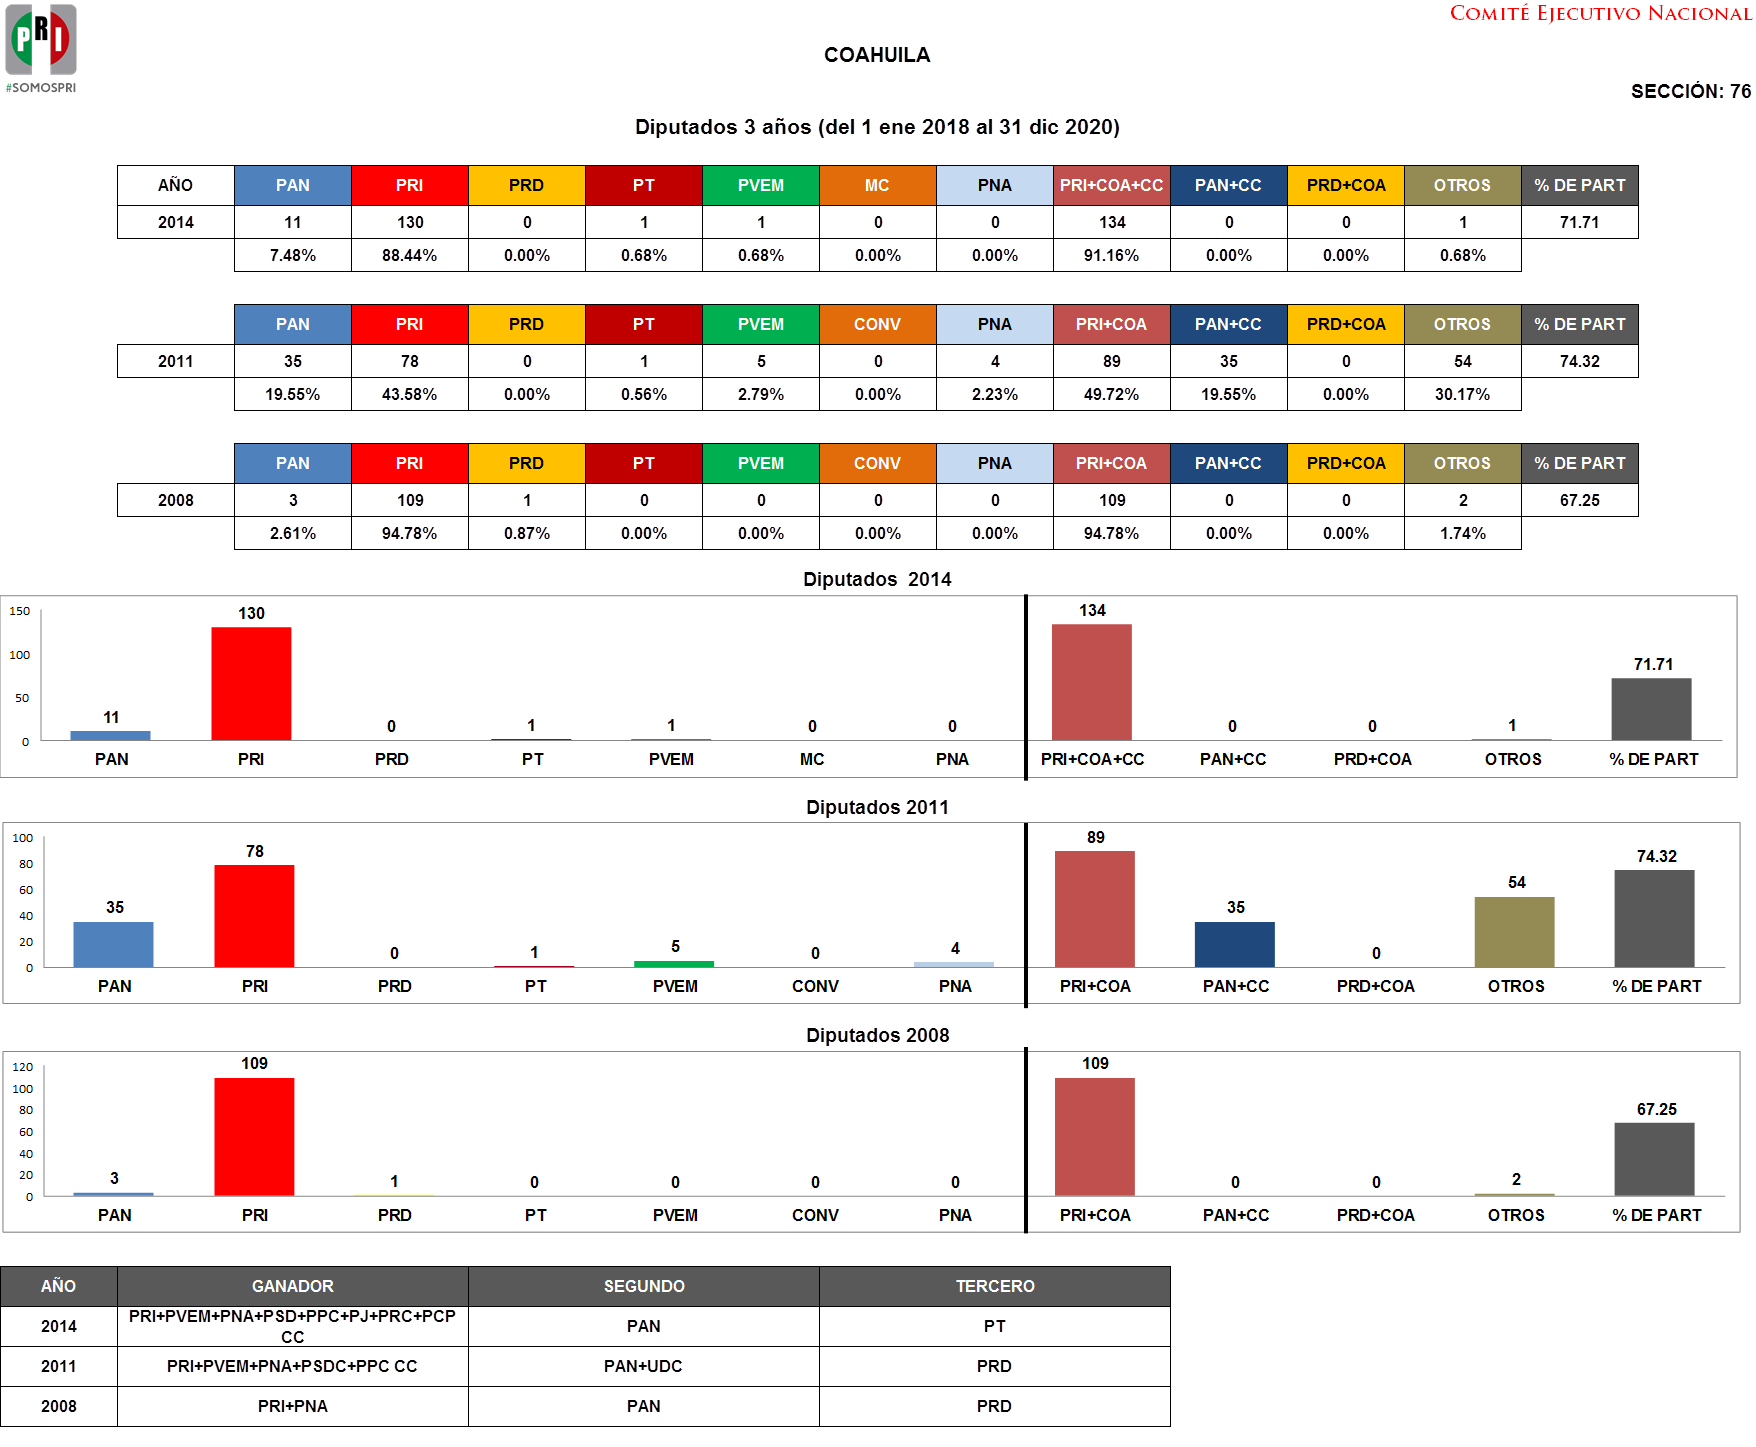 PRI
#SOMOSPRI
COMITÉ EJECUTIVO NACIONAL
COAHUILA
SECCIÓN: 76
Diputados 3 años (del 1 ene 2018 al 31 dic 2020)
AÑO PAN PRI PRD PT PVEM MC PNA PRI+COA+CC PAN+CC PRD+COA OTROS % DE PART
2014 11 130 0 1 1 0 0 134 0 0 1 71.71
7.48% 88.44% 0.00% 0.68% 0.68% 0.00% 0.00% 91.16% 0.00% 0.00% 0.68%
PAN PRI PRD PT PVEM CONV PNA PRI+COA PAN+CC PRD+COA OTROS % DE PART
2011 35 78 0 1 5 0 4 89 35 0 54 74.32
19.55% 43.58% 0.00% 0.56% 2.79% 0.00% 2.23% 49.72% 19.55% 0.00% 30.17%
PAN PRI PRD PT PVEM CONV PNA PRI+COA PAN+CC PRD+COA OTROS % DE PART
2008 3 109 1 0 0 0 0 109 0 0 2 67.25
2.61% 94.78% 0.87% 0.00% 0.00% 0.00% 0.00% 94.78% 0.00% 0.00% 1.74%
Diputados 2014
150
100
50
0
11 130 0 1 1 0 0 134 0 0 1 71.71
PAN PRI PRD PT PVEM MC PNA PRI+COA+CC PAN+CC PRD+COA OTROS % DE PART
Diputados 2011
100
80
60
40
20
0
35 78 0 1 5 0 4 89 35 0 54 74.32
PAN PRI PRD PT PVEM CONV PNA PRI+COA PAN+CC PRD+COA OTROS % DE PART
Diputados 2008
120
100
80
60
40
20
0
3 109 1 0 0 0 0 109 0 0 2 67.25
PAN PRI PRD PT PVEM CONV PNA PRI+COA PAN+CC PRD+COA OTROS % DE PART
AÑO GANADOR SEGUNDO TERCERO
2014 PRI+PVEM+PNA+PSD+PPC+PJ+PRC+PCP CC PAN PT
2011 PRI+PVEM+PNA+PSDC+PPC CC PAN+UDC PRD
2008 PRI+PNA PAN PRD